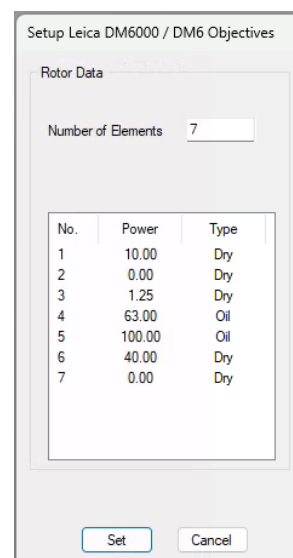 Setup Leica DM6000 / DM6 Objectives
Rotor Data
Number of Elements 7
No. Power Type
1 10.00 Dry
2 0.00 Dry
3 1.25 Dry
4 63.00 Oil
5 100.00 Oil
6 40.00 Dry
7 0.00 Dry
Set Cancel